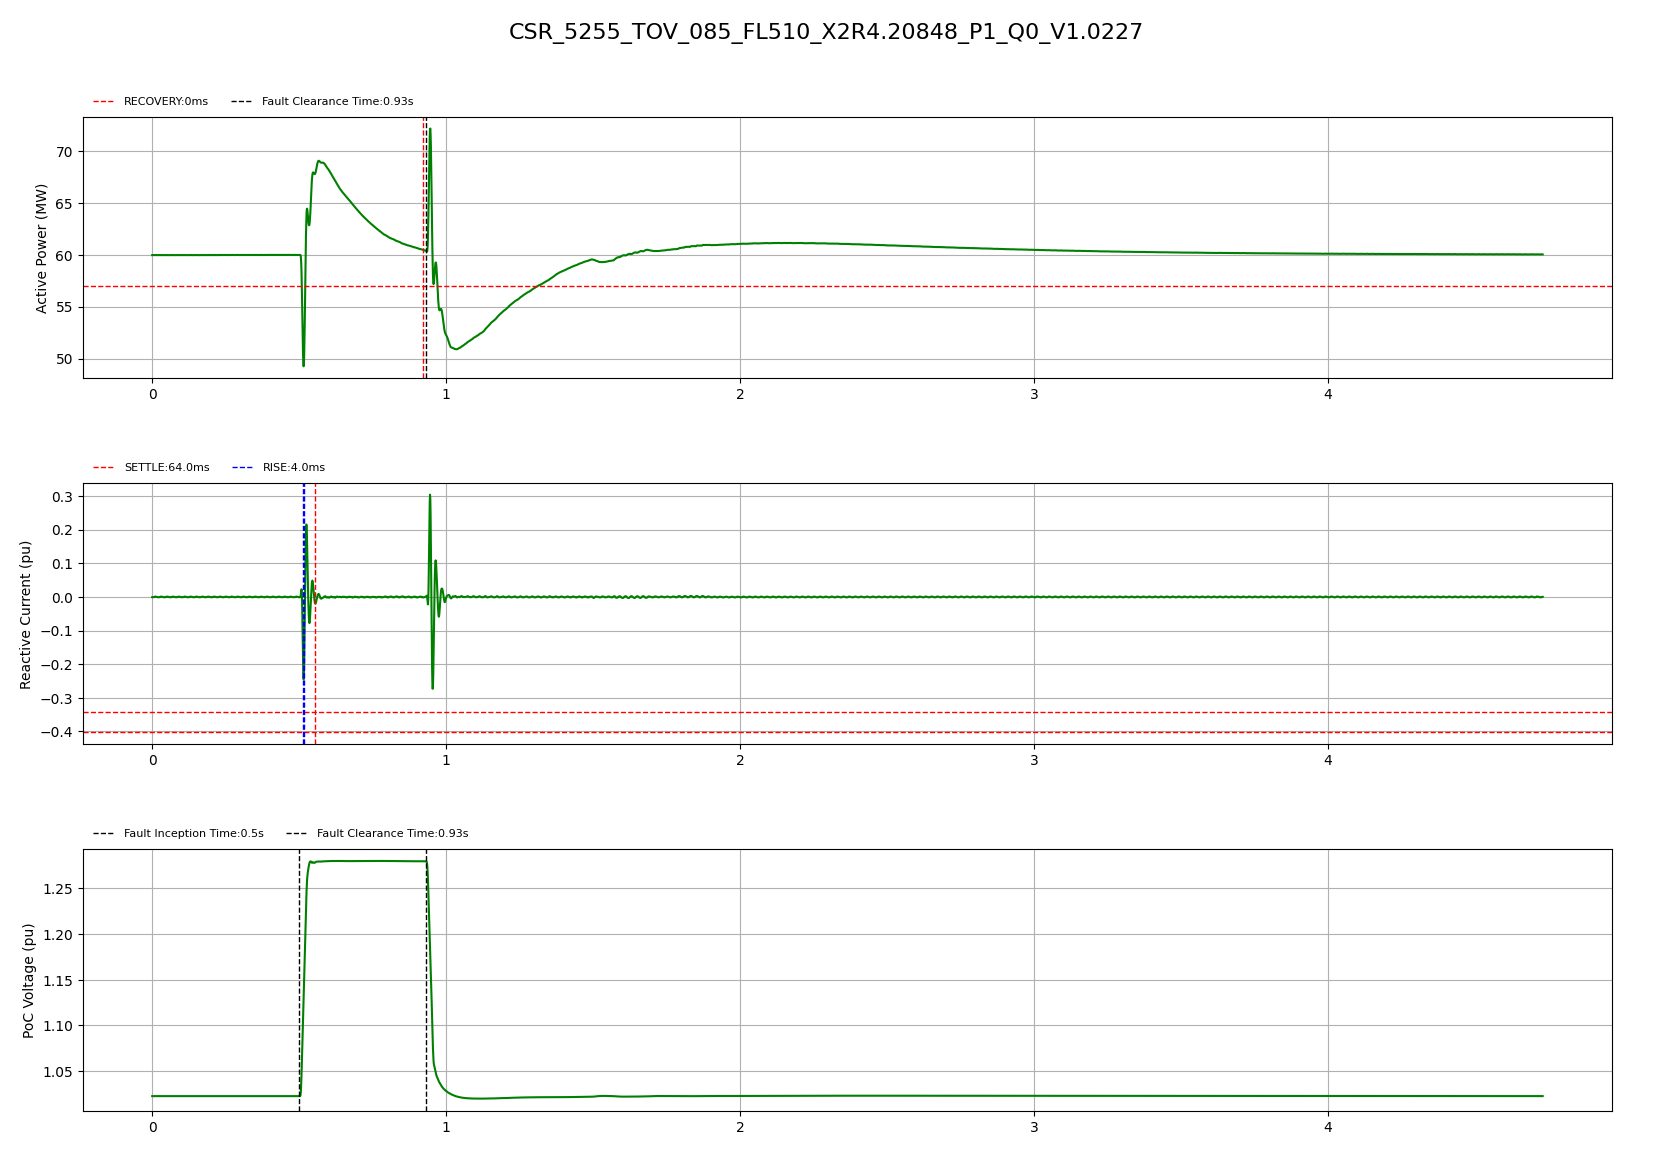 CSR_5255_TOV_085_FL510_X2R4.20848_P1_Q0_V1.0227
RECOVERY:0ms Fault Clearance Time:0.93s
Active Power (MW)
70
65
60
55
50
0 1 2 3 4
SETTLE:64.0ms RISE:4.0ms
Reactive Current (pu)
0.3
0.2
0.1
0.0
−0.1
−0.2
−0.3
−0.4
0 1 2 3 4
Fault Inception Time:0.5s Fault Clearance Time:0.93s
PoC Voltage (pu)
1.25
1.20
1.15
1.10
1.05
0 1 2 3 4